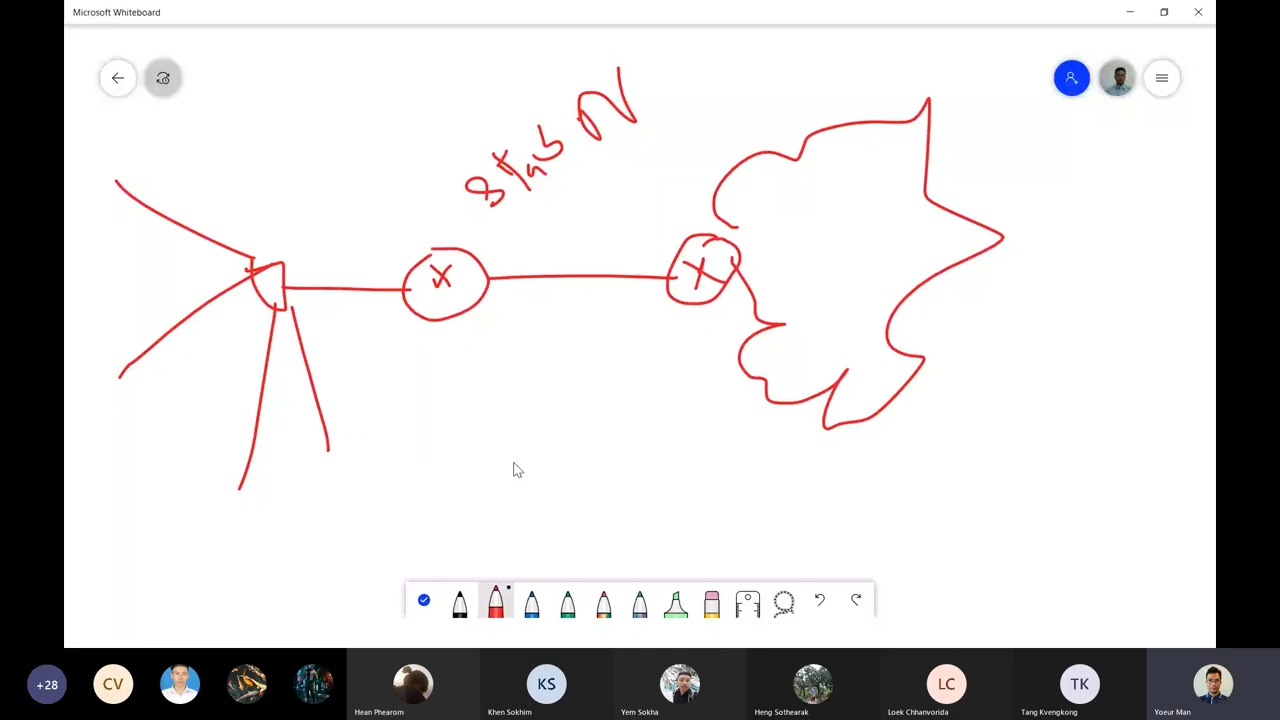 Microsoft Whiteboard
N
x
X
+28
CV
KS
LC
TK
Hean Phearom
Khen Sokhim
Yem Sokha
Heng Sothearak
Loek Chhanvorida
Tang Kvengkong
Yoeur Man